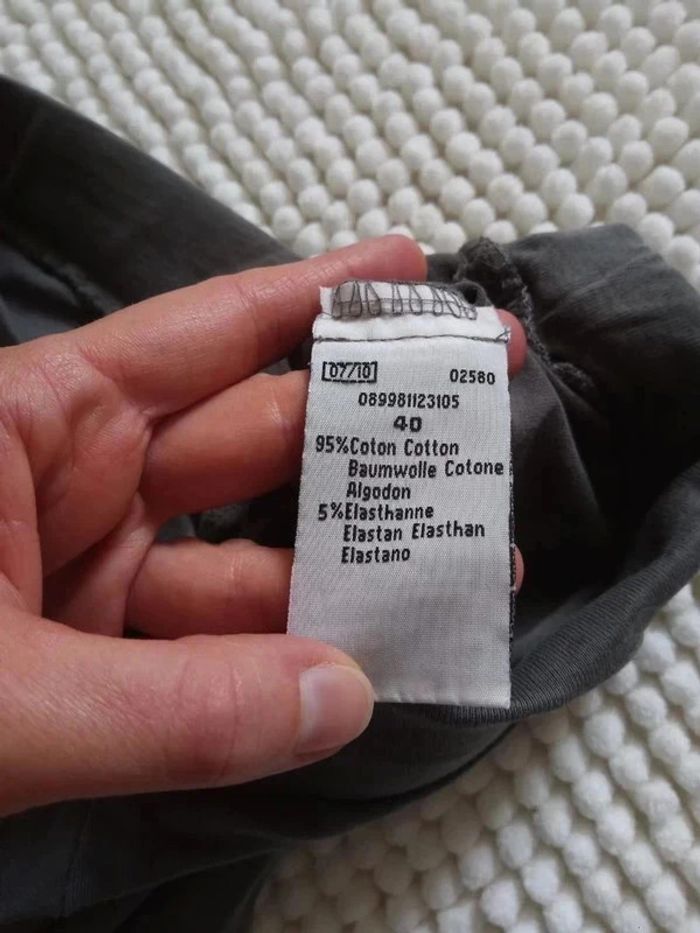 07/10 02580
089981123105
40
95%Coton Cotton
Baumwolle Cotone
Algodon
5%Elasthanne
Elastan Elasthan
Elastano